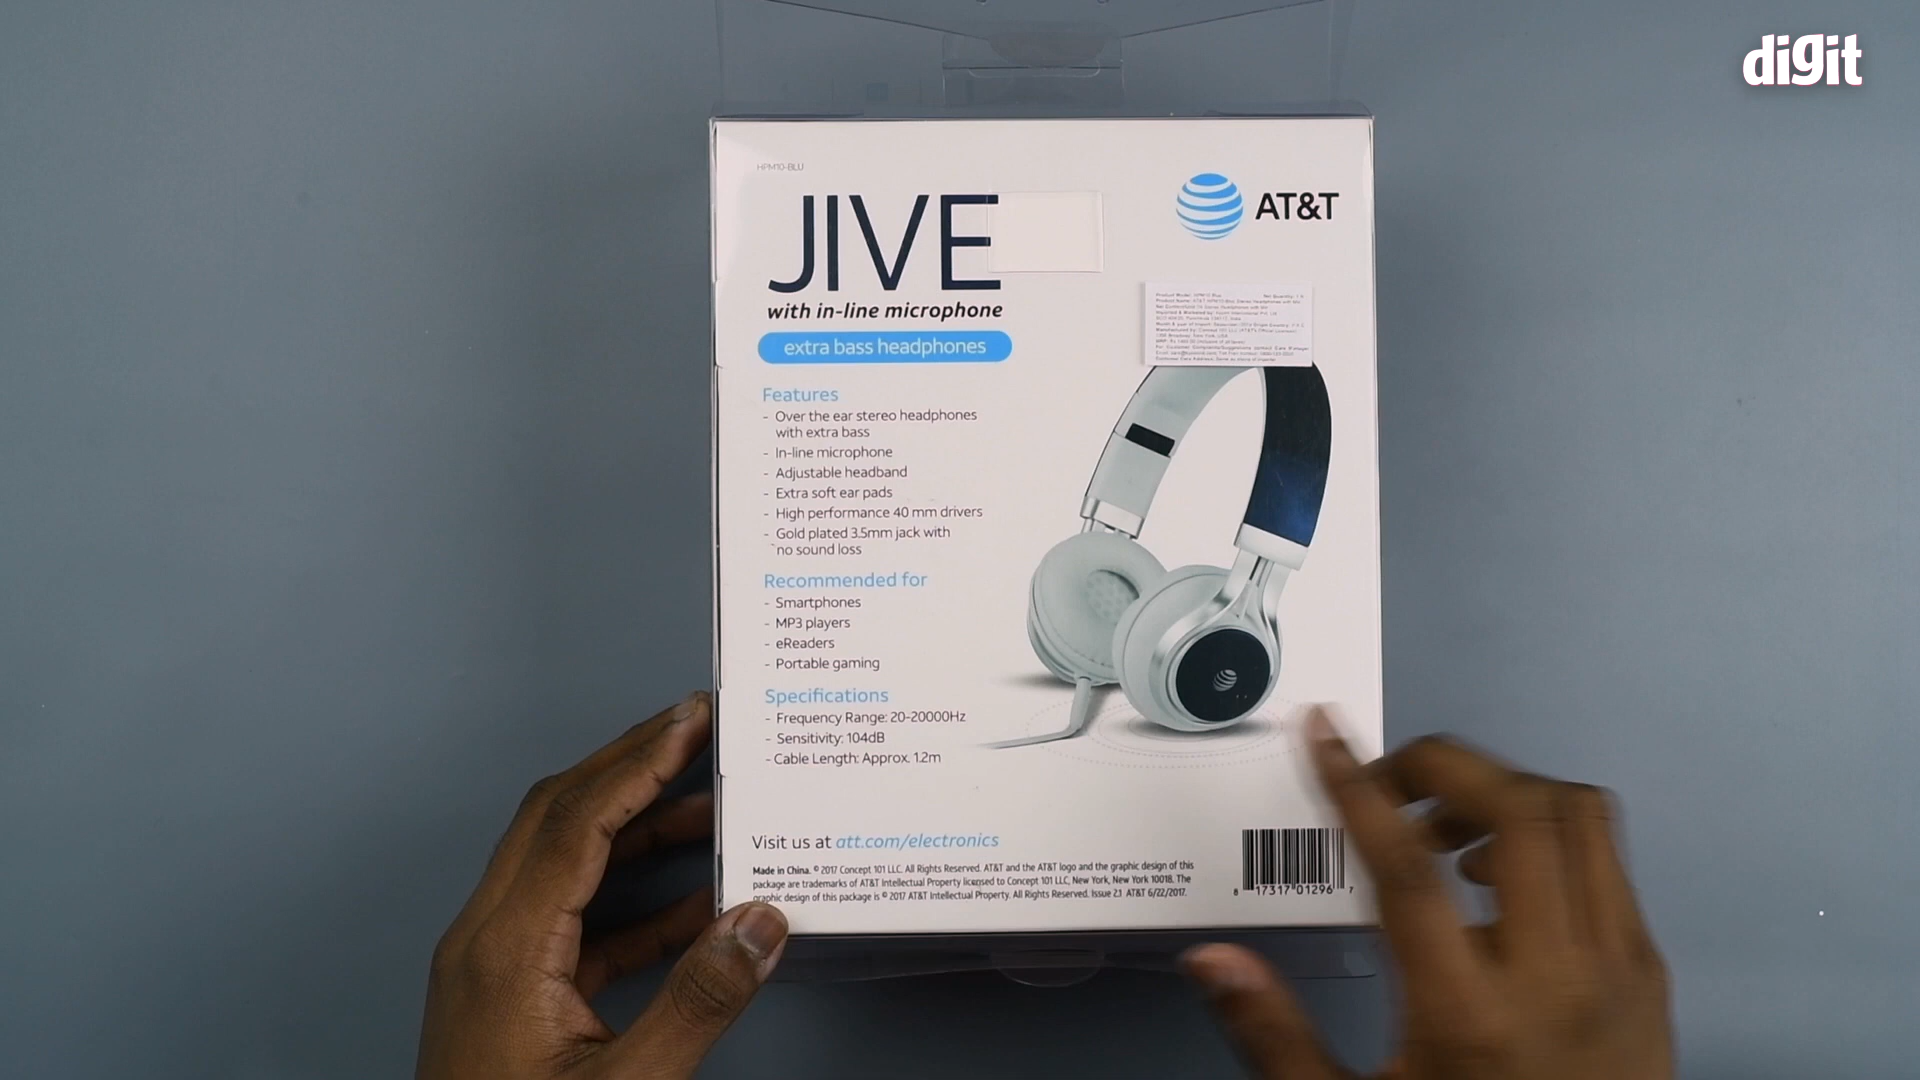 digit
HPM10-BLU
JIVE
AT&T
with in-line microphone
extra bass headphones
Features
- Over the ear stereo headphones
with extra bass
- In-line microphone
- Adjustable headband
- Extra soft ear pads
- High performance 40 mm drivers
- Gold plated 3.5mm jack with
no sound loss
Recommended for
- Smartphones
- MP3 players
- eReaders
- Portable gaming
Specifications
- Frequency Range: 20-20000Hz
- Sensitivity: 104dB
- Cable Length: Approx. 1.2m
Visit us at att.com/electronics
Made in China. © 2017 Concept 101 LLC. All Rights Reserved. AT&T and the AT&T logo and the graphic design of this
package are trademarks of AT&T Intellectual Property licensed to Concept 101 LLC, New York, New York 10018. The
graphic design of this package is © 2017 AT&T Intellectual Property. All Rights Reserved. Issue 2.1 AT&T 6/22/2017.
8 17317 01296 7